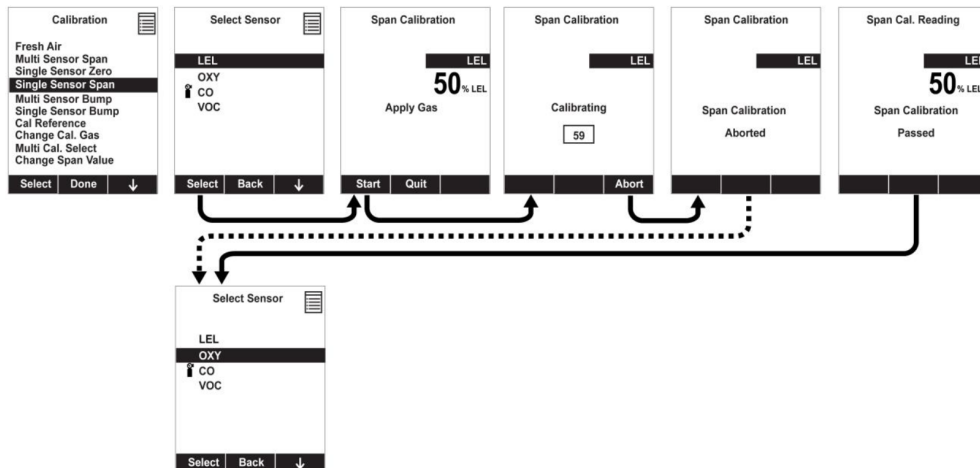 Calibration
Fresh Air
Multi Sensor Span
Single Sensor Zero
Single Sensor Span
Multi Sensor Bump
Single Sensor Bump
Cal Reference
Change Cal. Gas
Multi Cal. Select
Change Span Value
Select Done ↓
Select Sensor
LEL
OXY
CO
VOC
Select Back ↓
Span Calibration
LEL
50 % LEL
Apply Gas
Start Quit
Span Calibration
LEL
Calibrating
59
Abort
Span Calibration
LEL
Span Calibration
Aborted
Span Cal. Reading
LEL
50 % LEL
Span Calibration
Passed
Select Sensor
LEL
OXY
CO
VOC
Select Back ↓